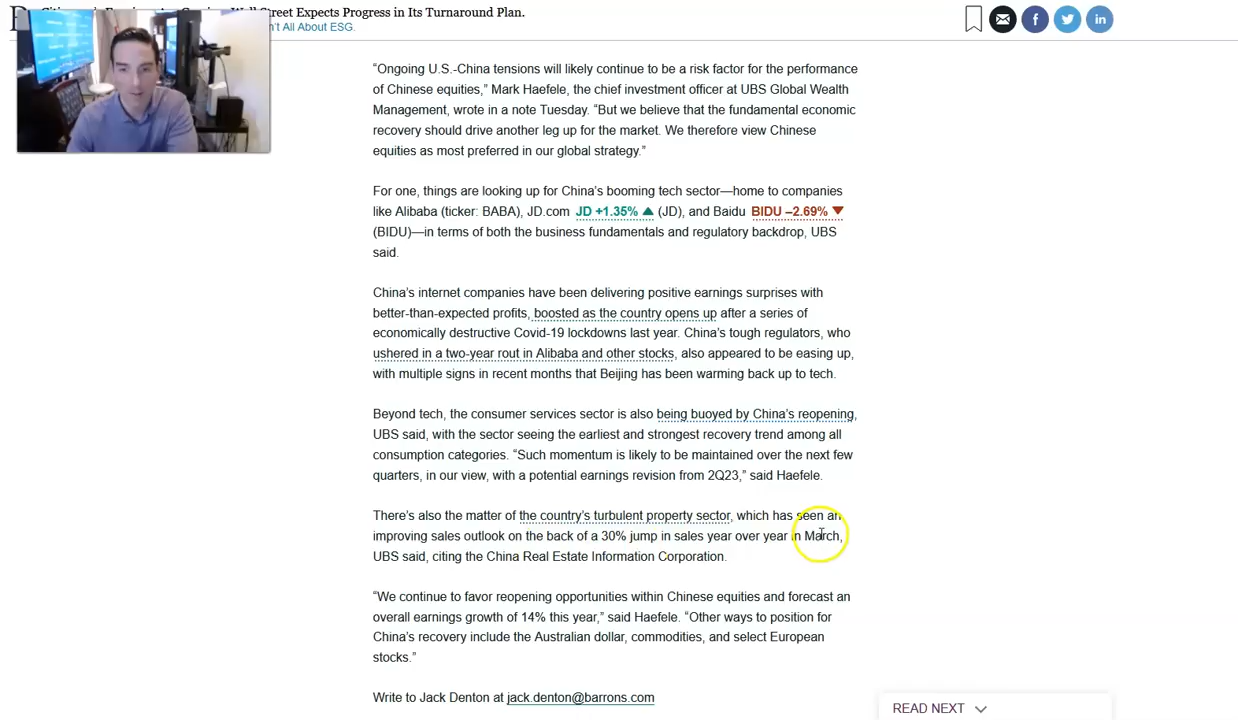 Wall Street Expects Progress in Its Turnaround Plan.
n't All About ESG.
“Ongoing U.S.-China tensions will likely continue to be a risk factor for the performance
of Chinese equities,” Mark Haefele, the chief investment officer at UBS Global Wealth
Management, wrote in a note Tuesday. “But we believe that the fundamental economic
recovery should drive another leg up for the market. We therefore view Chinese
equities as most preferred in our global strategy.”
For one, things are looking up for China’s booming tech sector—home to companies
like Alibaba (ticker: BABA), JD.com JD +1.35% ▲ (JD), and Baidu BIDU –2.69% ▼
(BIDU)—in terms of both the business fundamentals and regulatory backdrop, UBS
said.
China’s internet companies have been delivering positive earnings surprises with
better-than-expected profits, boosted as the country opens up after a series of
economically destructive Covid-19 lockdowns last year. China’s tough regulators, who
ushered in a two-year rout in Alibaba and other stocks, also appeared to be easing up,
with multiple signs in recent months that Beijing has been warming back up to tech.
Beyond tech, the consumer services sector is also being buoyed by China’s reopening,
UBS said, with the sector seeing the earliest and strongest recovery trend among all
consumption categories. “Such momentum is likely to be maintained over the next few
quarters, in our view, with a potential earnings revision from 2Q23,” said Haefele.
There’s also the matter of the country’s turbulent property sector, which has seen an
improving sales outlook on the back of a 30% jump in sales year over year in March,
UBS said, citing the China Real Estate Information Corporation.
“We continue to favor reopening opportunities within Chinese equities and forecast an
overall earnings growth of 14% this year,” said Haefele. “Other ways to position for
China’s recovery include the Australian dollar, commodities, and select European
stocks.”
Write to Jack Denton at jack.denton@barrons.com
READ NEXT